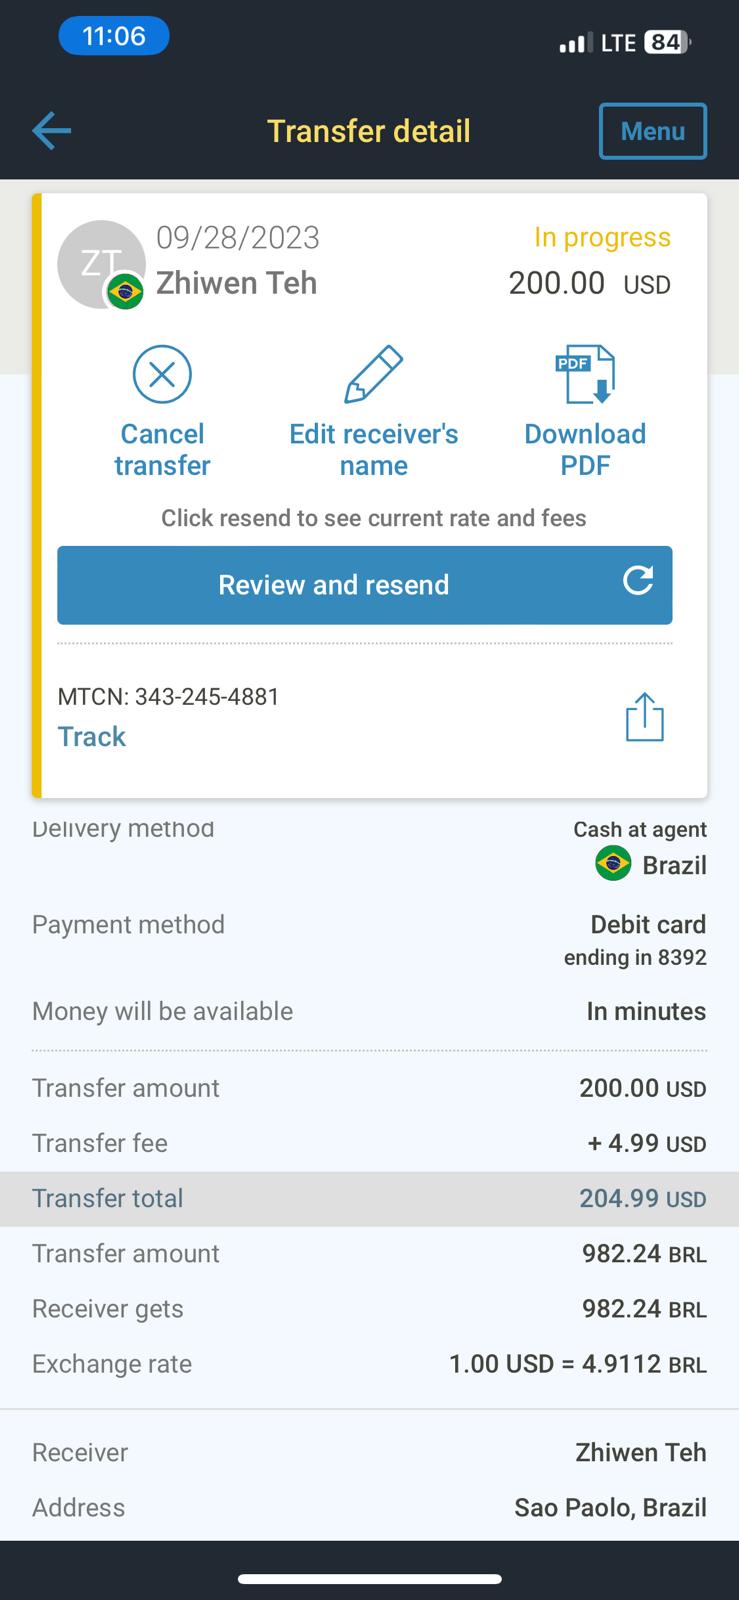 11:06
LTE 84
Transfer detail
Menu
ZT
09/28/2023
In progress
Zhiwen Teh
200.00 USD
Cancel transfer
Edit receiver's name
PDF
Download PDF
Click resend to see current rate and fees
Review and resend
MTCN: 343-245-4881
Track
Delivery method
Cash at agent
Brazil
Payment method
Debit card
ending in 8392
Money will be available
In minutes
Transfer amount
200.00 USD
Transfer fee
+ 4.99 USD
Transfer total
204.99 USD
Transfer amount
982.24 BRL
Receiver gets
982.24 BRL
Exchange rate
1.00 USD = 4.9112 BRL
Receiver
Zhiwen Teh
Address
Sao Paolo, Brazil